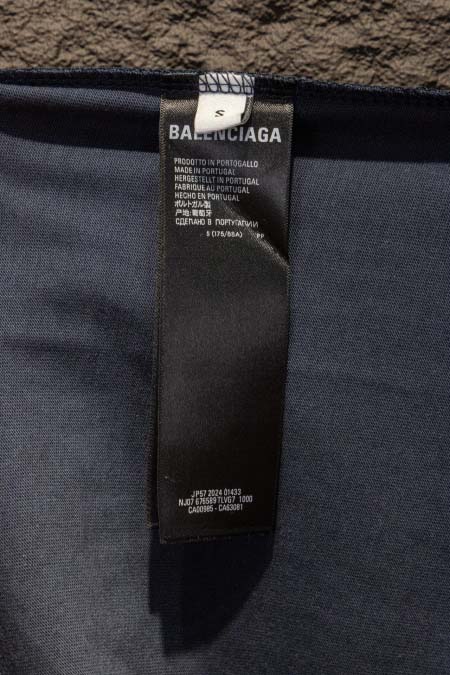 S
BALENCIAGA
PRODOTTO IN PORTOGALLO
MADE IN PORTUGAL
HERGESTELLT IN PORTUGAL
FABRIQUE AU PORTUGAL
HECHO EN PORTUGAL
ポルトガル製
产地:葡萄牙
СДЕЛАНО В ПОРТУГАЛИИ
S (175/88A) PP
JP57 2024 01433
NJ07 676589TLVG7 1000
CA00985 - CA63081